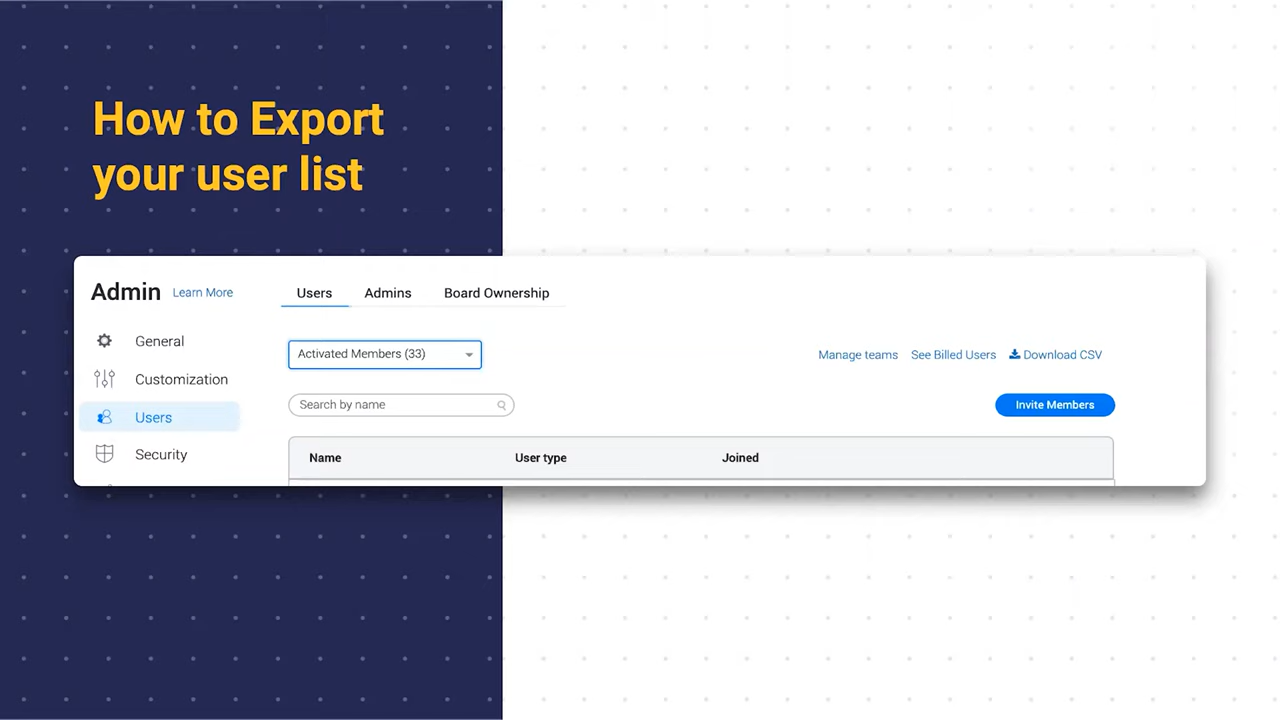 How to Export
your user list
Admin Learn More
Users Admins Board Ownership
General
Activated Members (33)
Manage teams See Billed Users Download CSV
Customization
Search by name
Invite Members
Users
Security
Name User type Joined